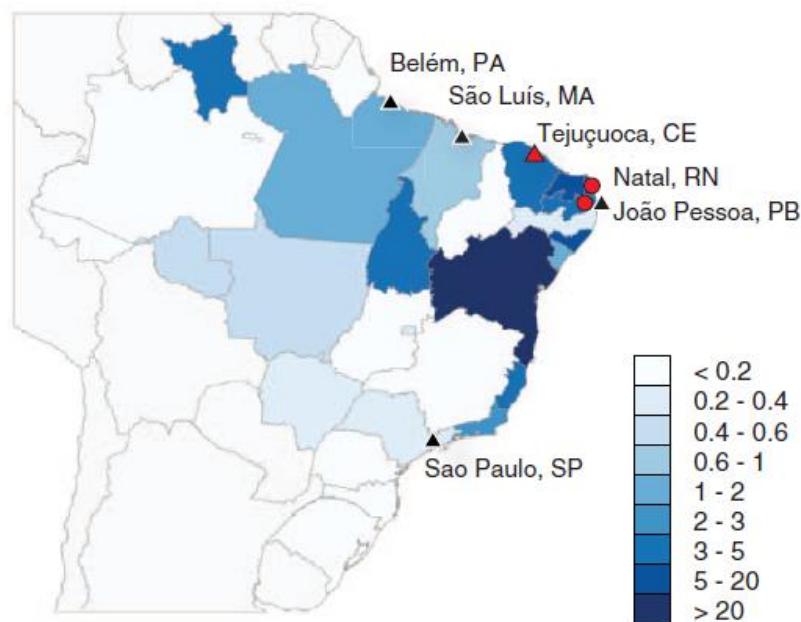 Belém, PA
São Luís, MA
Tejuçuoca, CE
Natal, RN
João Pessoa, PB
Sao Paulo, SP
< 0.2
0.2 - 0.4
0.4 - 0.6
0.6 - 1
1 - 2
2 - 3
3 - 5
5 - 20
> 20